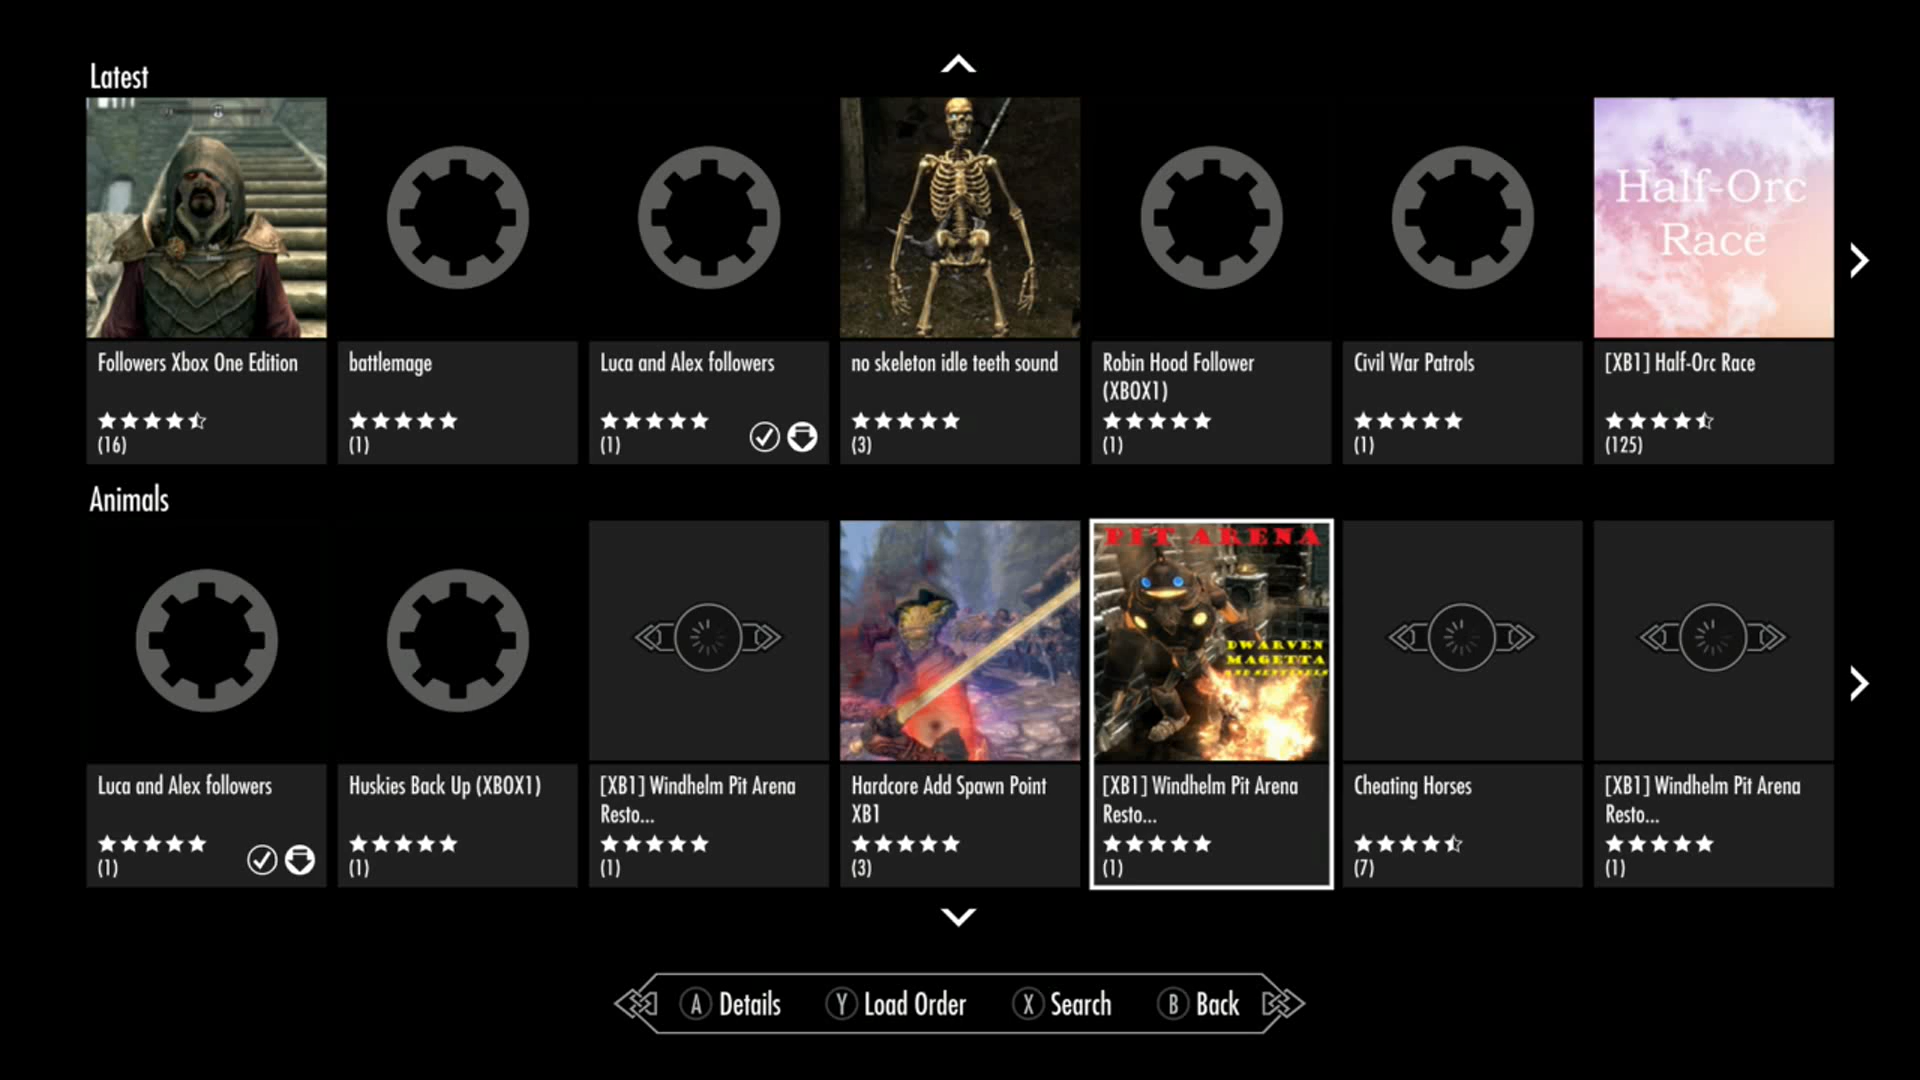 Latest
Followers Xbox One Edition
(16)
battlemage
(1)
Luca and Alex followers
(1)
no skeleton idle teeth sound
(3)
Robin Hood Follower
(XBOX1)
(1)
Civil War Patrols
(1)
Half-Orc
Race
[XB1] Half-Orc Race
(125)
Animals
Luca and Alex followers
(1)
Huskies Back Up (XBOX1)
(1)
[XB1] Windhelm Pit Arena
Resto...
(1)
Hardcore Add Spawn Point
XB1
(3)
PIT ARENA
DWARVEN
MAGETTA
AND SENTINELS
[XB1] Windhelm Pit Arena
Resto...
(1)
Cheating Horses
(7)
[XB1] Windhelm Pit Arena
Resto...
(1)
A Details Y Load Order X Search B Back